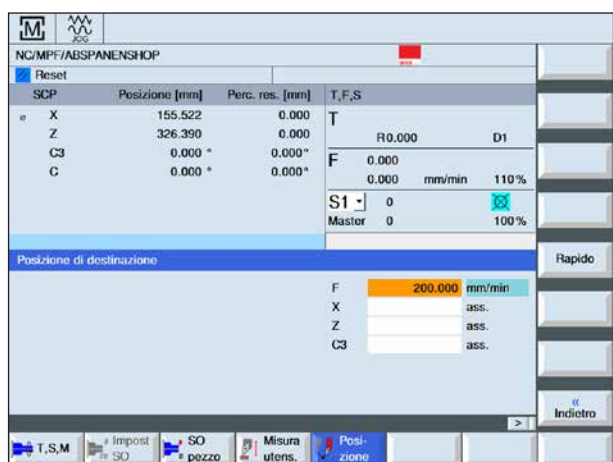 M
JOG
NC/MPF/ABSPANENSHOP
Reset
SCP Posizione [mm] Perc. res. [mm] T,F,S
ø X 155.522 0.000
Z 326.390 0.000
C3 0.000 ° 0.000°
C 0.000 ° 0.000°
T
R0.000 D1
F 0.000
0.000 mm/min 110%
S1 0
Master 0 100%
Posizione di destinazione
Rapido
F 200.000 mm/min
X ass.
Z ass.
C3 ass.
«
Indietro
>
T,S,M
Impost
SO
SO
pezzo
Misura
utens.
Posi-
zione